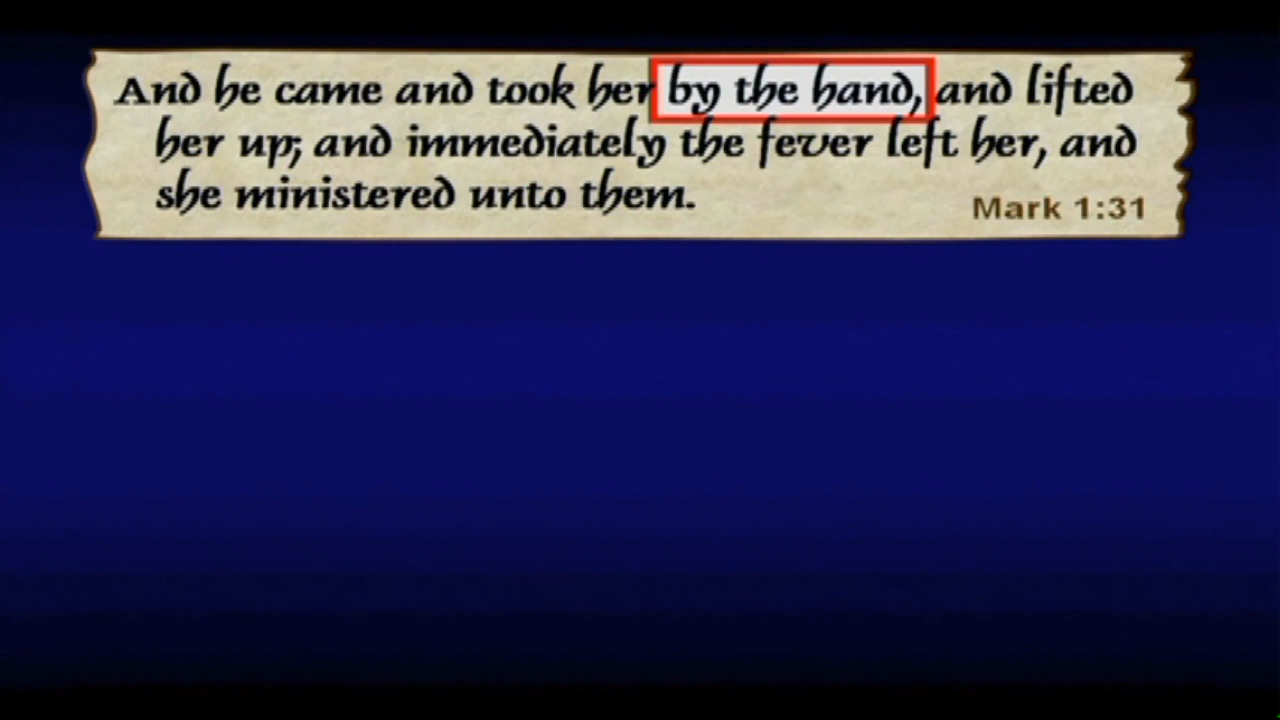 And he came and took her by the hand, and lifted
her up; and immediately the fever left her, and
she ministered unto them.
Mark 1:31